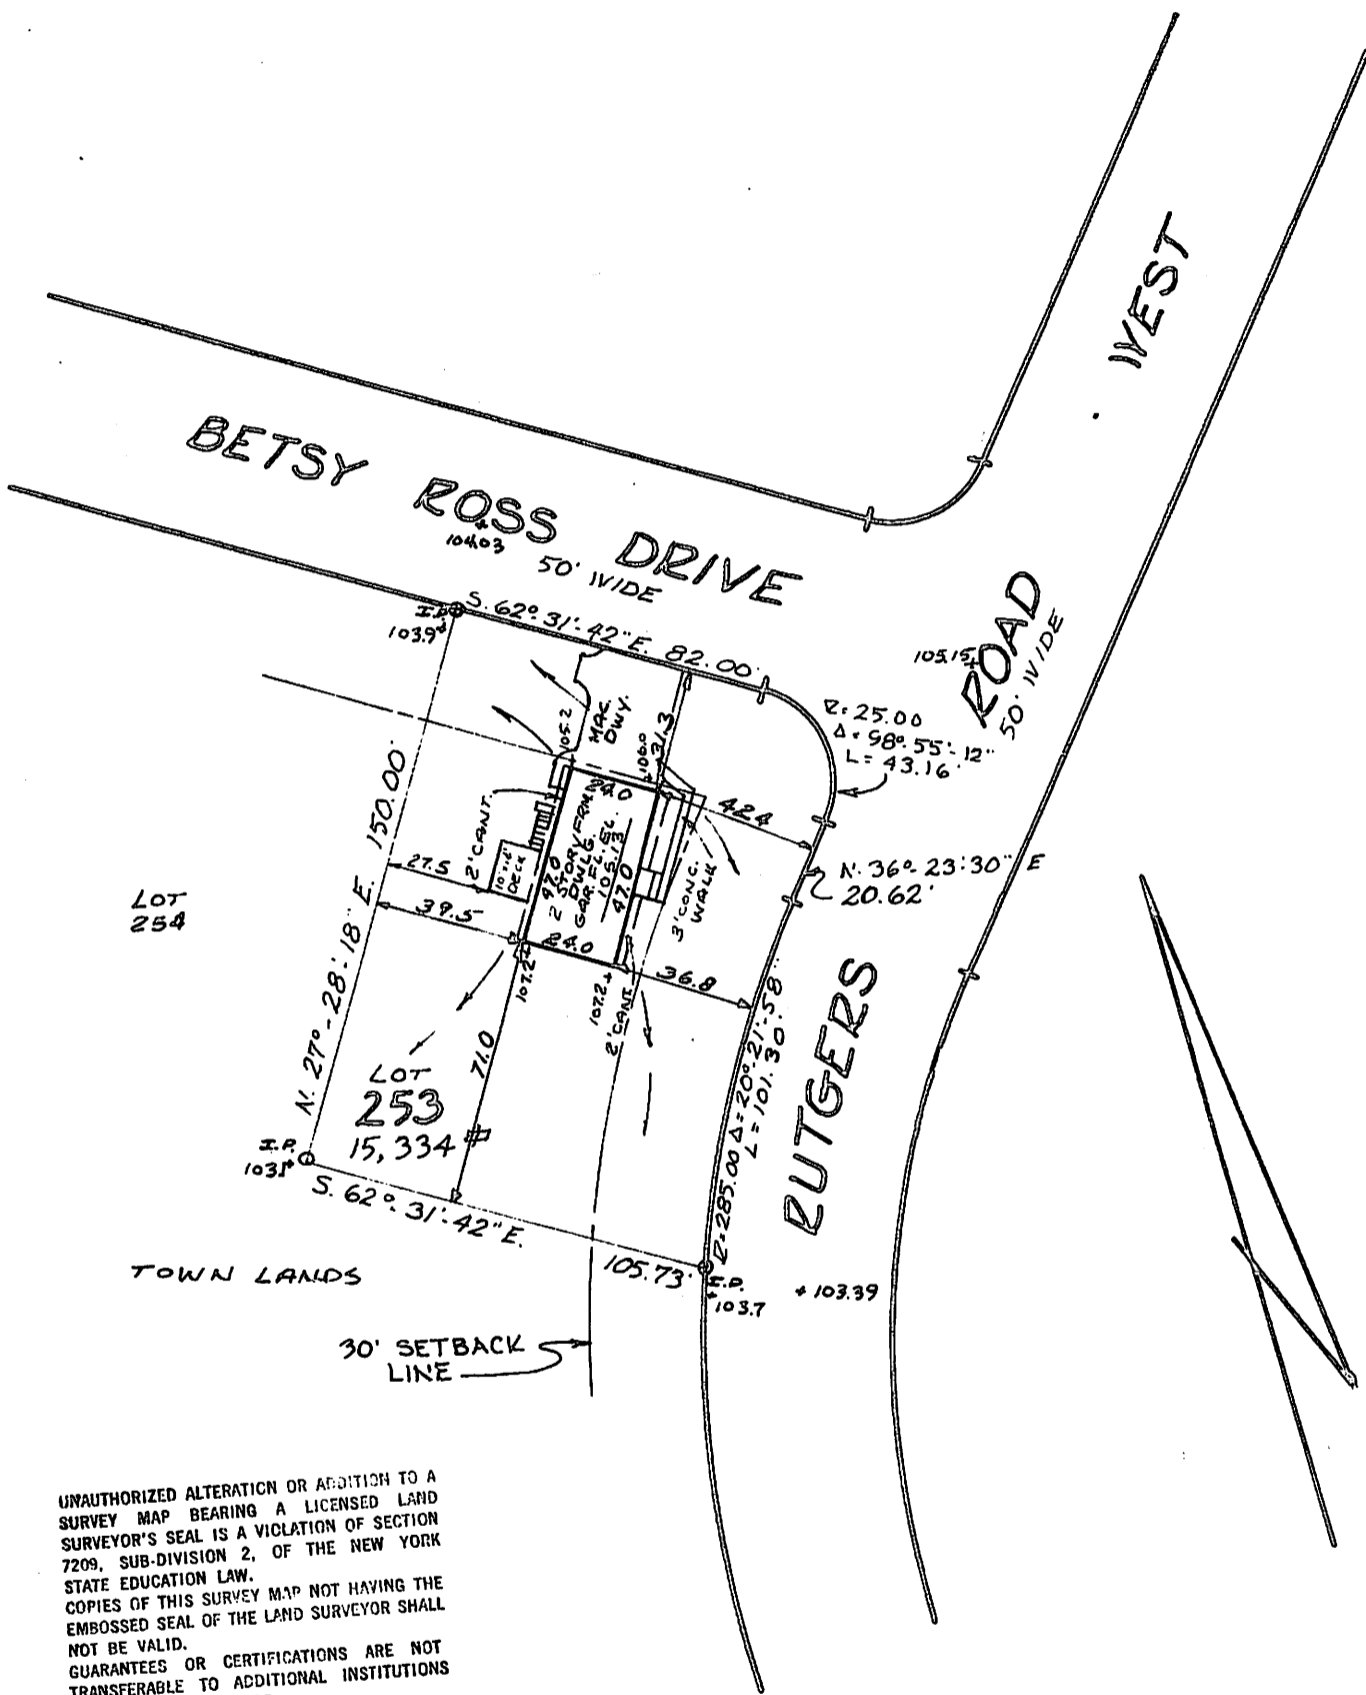 WEST
BETSY ROSS DRIVE
104.03
50' WIDE
ROAD
50' WIDE
105.15
I.P.
103.9
S. 62° 31' 42" E. 82.00'
R= 25.00
Δ= 98° 55' 12"
L= 43.16'
MAC.
DWY.
105.2
106.0
31.3
N. 27° - 28' - 18" E. 150.00'
2' CANT.
24.0
42.4
47.0
2 STORY FRM.
DWLG.
GAR. FL. EL.
105.13
47.0
27.5
DECK
3' CONC.
WALK
N. 36° - 23' 30" E
20.62'
LOT
254
39.5
24.0
107.2
107.2
2' CANT.
36.8
R= 285.00 Δ= 20° - 21' - 58"
L= 101.30'
RUTGERS
71.0
LOT
253
15,334 #
I.P.
103.1
S. 62° 31' 42" E.
105.73'
I.P.
103.7
103.39
TOWN LANDS
30' SETBACK
LINE
UNAUTHORIZED ALTERATION OR ADDITION TO A
SURVEY MAP BEARING A LICENSED LAND
SURVEYOR'S SEAL IS A VIOLATION OF SECTION
7209, SUB-DIVISION 2, OF THE NEW YORK
STATE EDUCATION LAW.
COPIES OF THIS SURVEY MAP NOT HAVING THE
EMBOSSED SEAL OF THE LAND SURVEYOR SHALL
NOT BE VALID.
GUARANTEES OR CERTIFICATIONS ARE NOT
TRANSFERABLE TO ADDITIONAL INSTITUTIONS